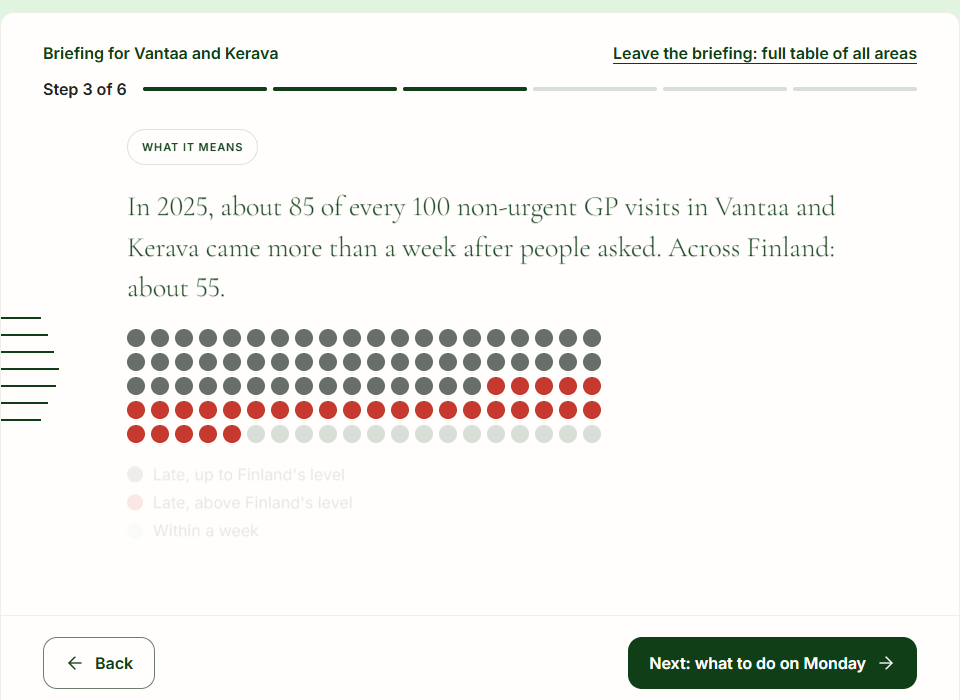 Briefing for Vantaa and Kerava
Leave the briefing: full table of all areas
Step 3 of 6
WHAT IT MEANS
In 2025, about 85 of every 100 non-urgent GP visits in Vantaa and
Kerava came more than a week after people asked. Across Finland:
about 55.
Late, up to Finland's level
Late, above Finland's level
Within a week
Back
Next: what to do on Monday